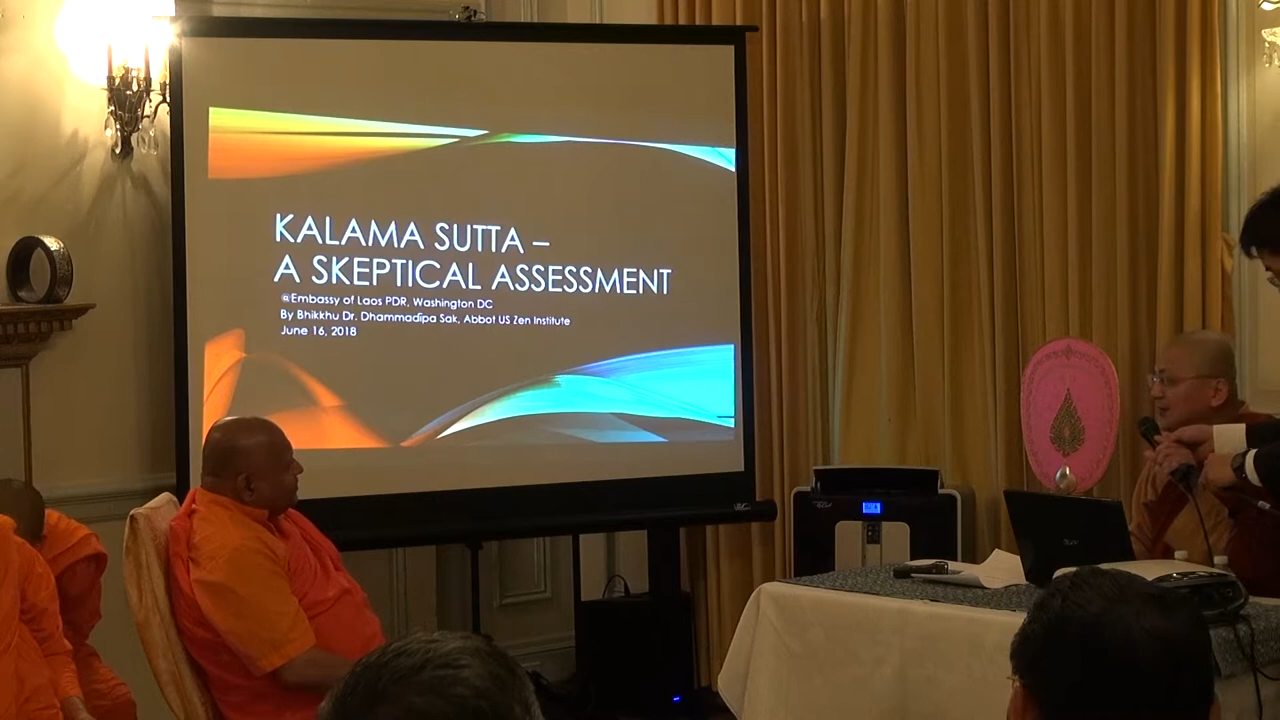 KALAMA SUTTA –
A SKEPTICAL ASSESSMENT
@Embassy of Laos PDR, Washington DC
By Bhikkhu Dr. Dhammadīpa Sak, Abbot US Zen Institute
June 16, 2018